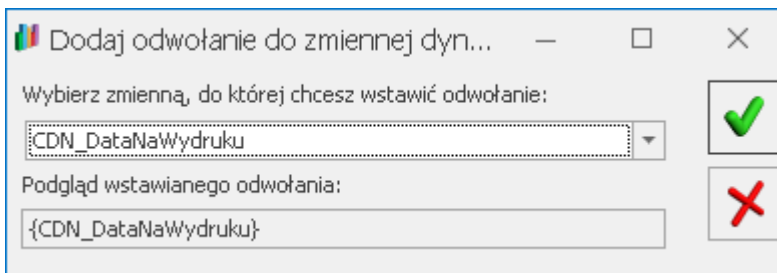 Dodaj odwołanie do zmiennej dyn...
Wybierz zmienną, do której chcesz wstawić odwołanie:
CDN_DataNaWydruku
Podgląd wstawianego odwołania:
{CDN_DataNaWydruku}